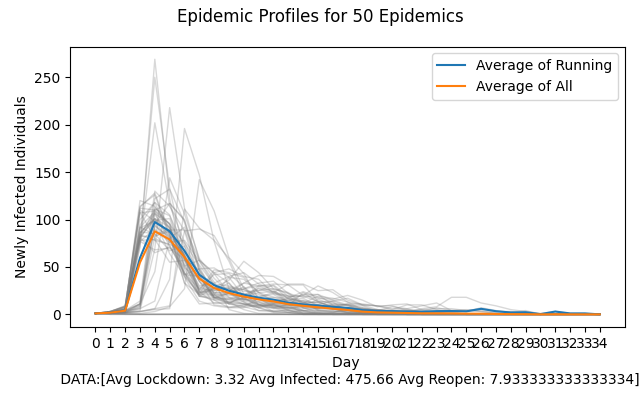 Epidemic Profiles for 50 Epidemics
Average of Running
Average of All
Newly Infected Individuals
250
200
150
100
50
0
0 1 2 3 4 5 6 7 8 9 10 11 12 13 14 15 16 17 18 19 20 21 22 23 24 25 26 27 28 29 30 31 32 33 34
Day
DATA:[Avg Lockdown: 3.32 Avg Infected: 475.66 Avg Reopen: 7.933333333333334]